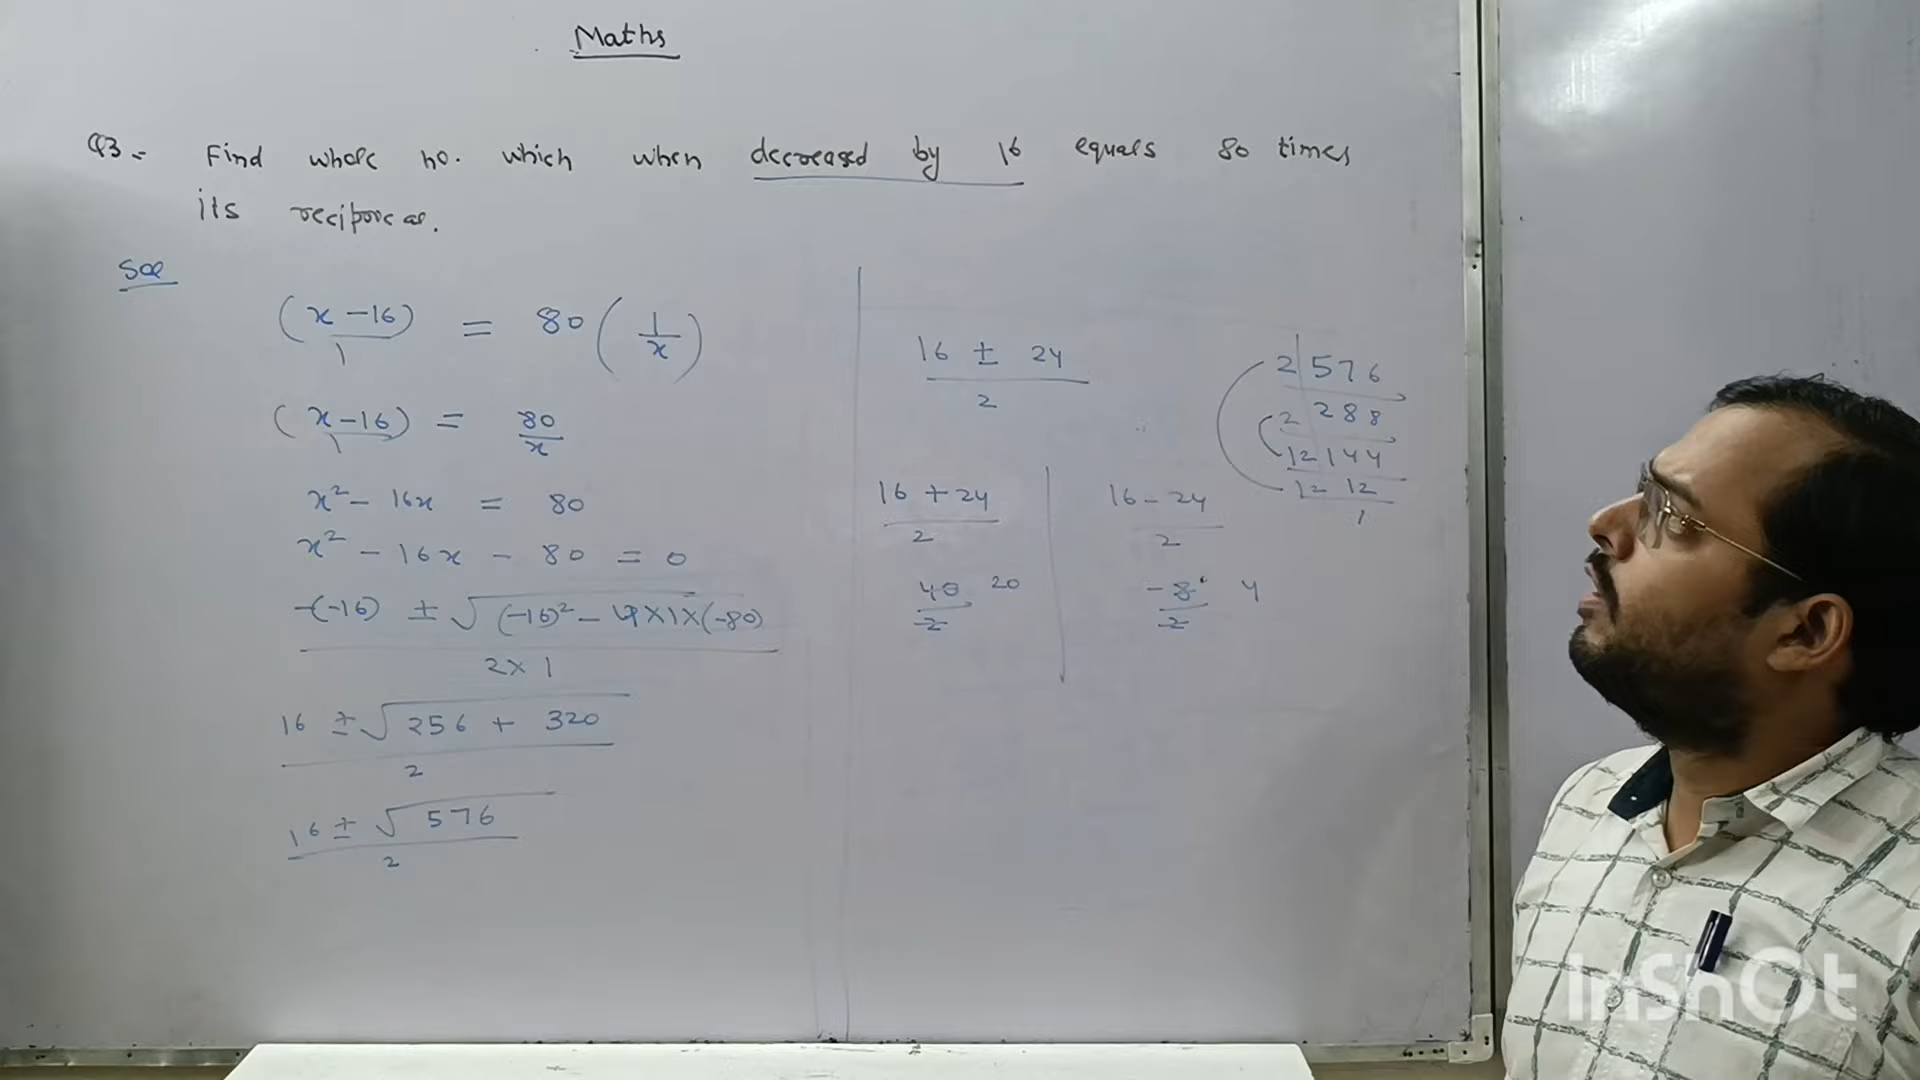 Maths
Q3:- Find whole no. which when decreased by 16 equals 80 times
its reciporcal.
Sol
(x - 16)/1 = 80 (1/x)
(x - 16)/1 = 80/x
x² - 16x = 80
x² - 16x - 80 = 0
-(-16) ± √(-16)² - 4×1×(-80)
2×1
16 ± √256 + 320
2
16 ± √576
2
16 ± 24
2
16 + 24
2
40 20
2
16 - 24
2
-8 4
2
2 576
2 288
12 144
12 12
1
InShOt